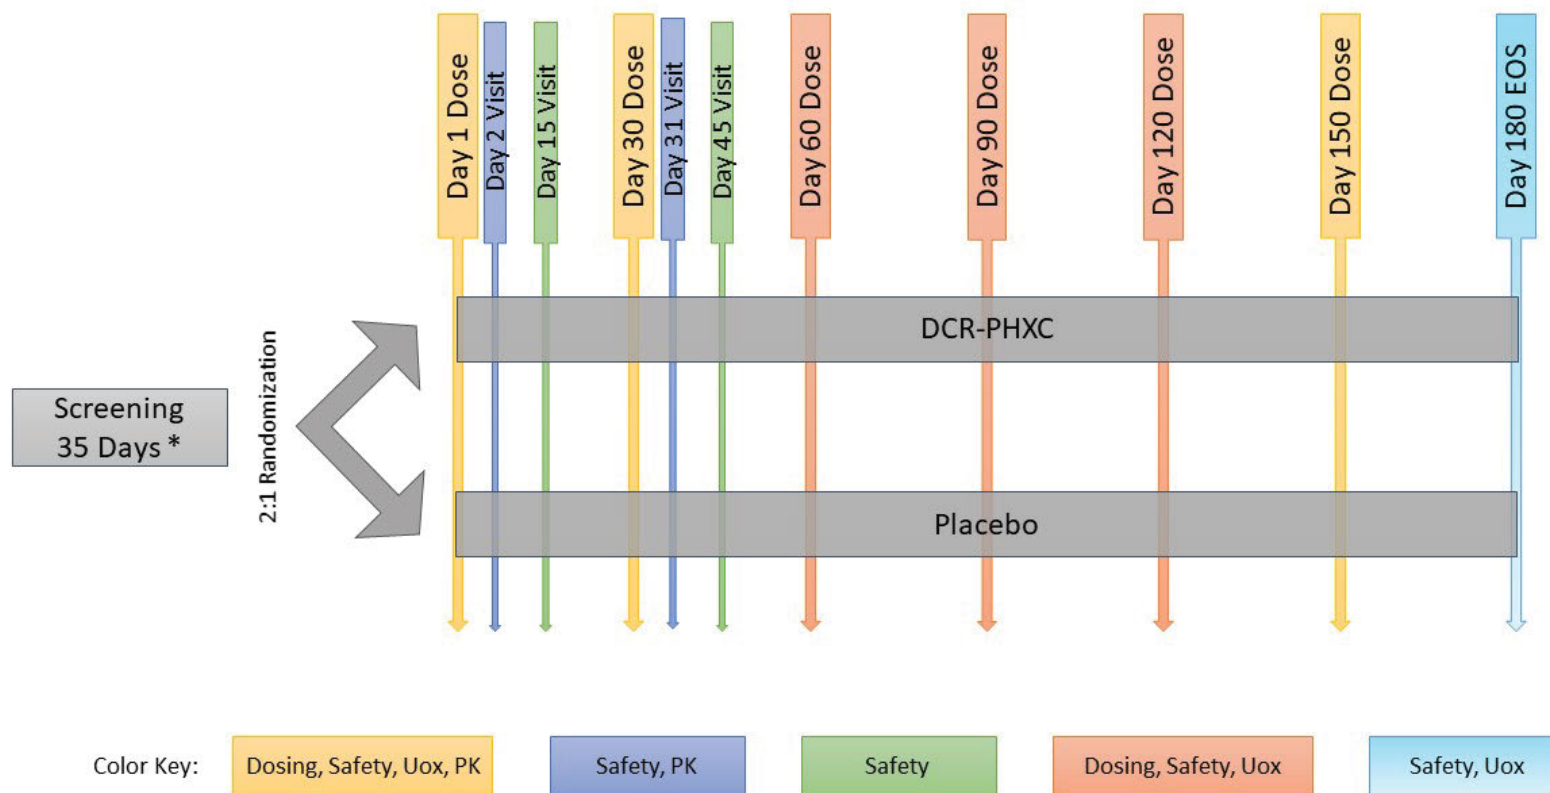 Day 1 Dose
Day 2 Visit
Day 15 Visit
Day 30 Dose
Day 31 Visit
Day 45 Visit
Day 60 Dose
Day 90 Dose
Day 120 Dose
Day 150 Dose
Day 180 EOS
DCR-PHXC
Screening
35 Days *
2:1 Randomization
Placebo
Color Key:
Dosing, Safety, Uox, PK
Safety, PK
Safety
Dosing, Safety, Uox
Safety, Uox